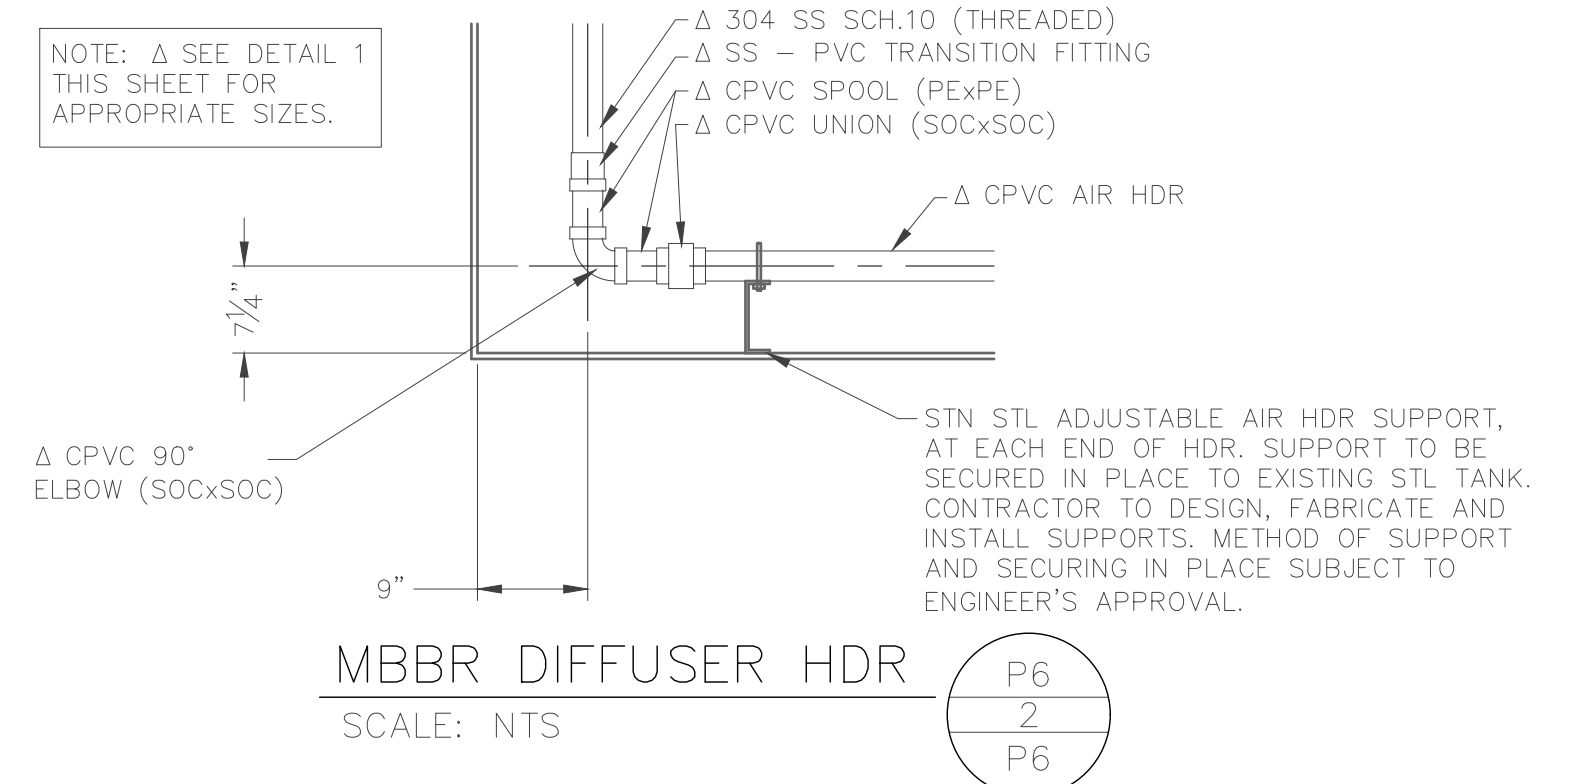 NOTE: Δ SEE DETAIL 1
THIS SHEET FOR
APPROPRIATE SIZES.
Δ 304 SS SCH.10 (THREADED)
Δ SS – PVC TRANSITION FITTING
Δ CPVC SPOOL (PExPE)
Δ CPVC UNION (SOCxSOC)
Δ CPVC AIR HDR
7¼"
Δ CPVC 90°
ELBOW (SOCxSOC)
STN STL ADJUSTABLE AIR HDR SUPPORT,
AT EACH END OF HDR. SUPPORT TO BE
SECURED IN PLACE TO EXISTING STL TANK.
CONTRACTOR TO DESIGN, FABRICATE AND
INSTALL SUPPORTS. METHOD OF SUPPORT
AND SECURING IN PLACE SUBJECT TO
ENGINEER'S APPROVAL.
9"
MBBR DIFFUSER HDR
SCALE: NTS
P6
2
P6